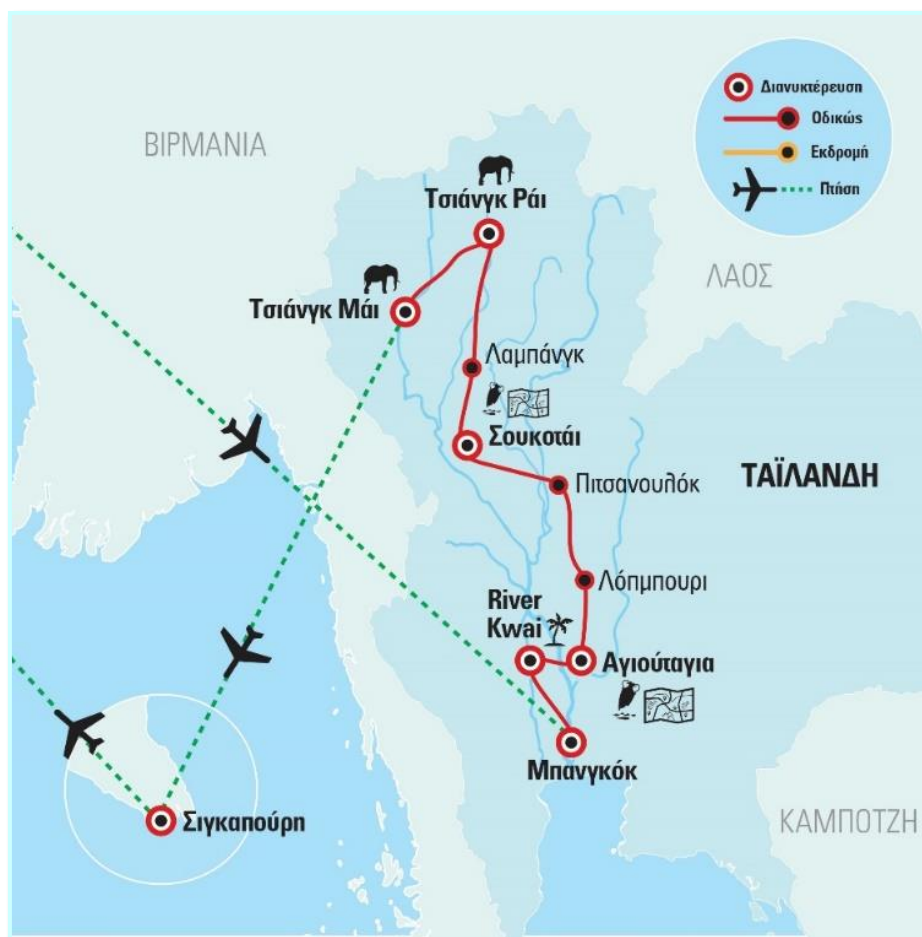 Διανυκτέρευση
Οδικώς
Εκδρομή
Πτήση
ΒΙΡΜΑΝΙΑ
Τσιάνγκ Ράι
ΛΑΟΣ
Τσιάνγκ Μάι
Λαμπάνγκ
Σουκοτάι
Πιτσανουλόκ
ΤΑΪΛΑΝΔΗ
Λόπμπουρι
River
Kwai
Αγιούταγια
Μπανγκόκ
Σιγκαπούρη
ΚΑΜΠΟΤΖΗ